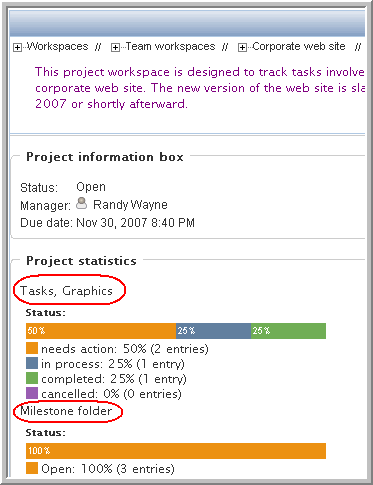 Workspaces // Team workspaces // Corporate web site //
This project workspace is designed to track tasks involve
corporate web site. The new version of the web site is sla
2007 or shortly afterward.
Project information box
Status: Open
Manager: Randy Wayne
Due date: Nov 30, 2007 8:40 PM
Project statistics
Tasks, Graphics
Status:
50% 25% 25%
needs action: 50% (2 entries)
in process: 25% (1 entry)
completed: 25% (1 entry)
cancelled: 0% (0 entries)
Milestone folder
Status:
100%
Open: 100% (3 entries)